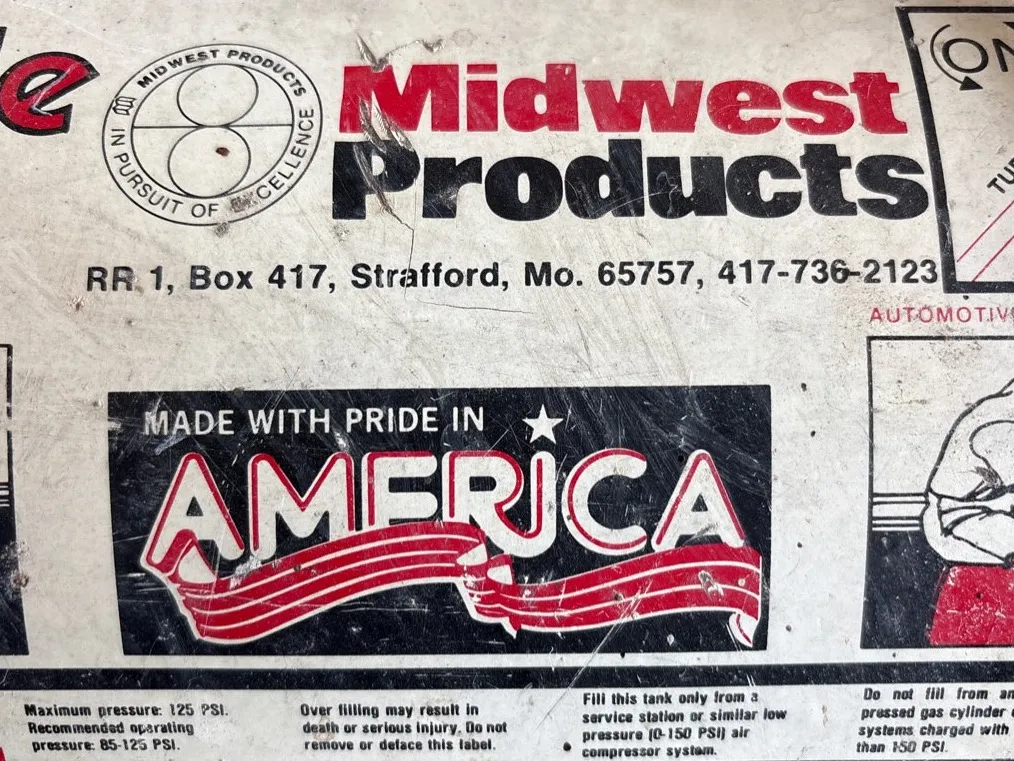 e
MIDWEST PRODUCTS
IN PURSUIT OF EXCELLENCE
Midwest
Products
RR 1, Box 417, Strafford, Mo. 65757, 417-736-2123
ON
TU
AUTOMOTIV
MADE WITH PRIDE IN
AMERICA
Maximum pressure: 125 PSI.
Recommended operating
pressure: 85-125 PSI.
Over filling may result in
death or serious injury. Do not
remove or deface this label.
Fill this tank only from a
service station or similar low
pressure (0-150 PSI) air
compressor system.
Do not fill from an
pressed gas cylinder
systems charged with
than 150 PSI.